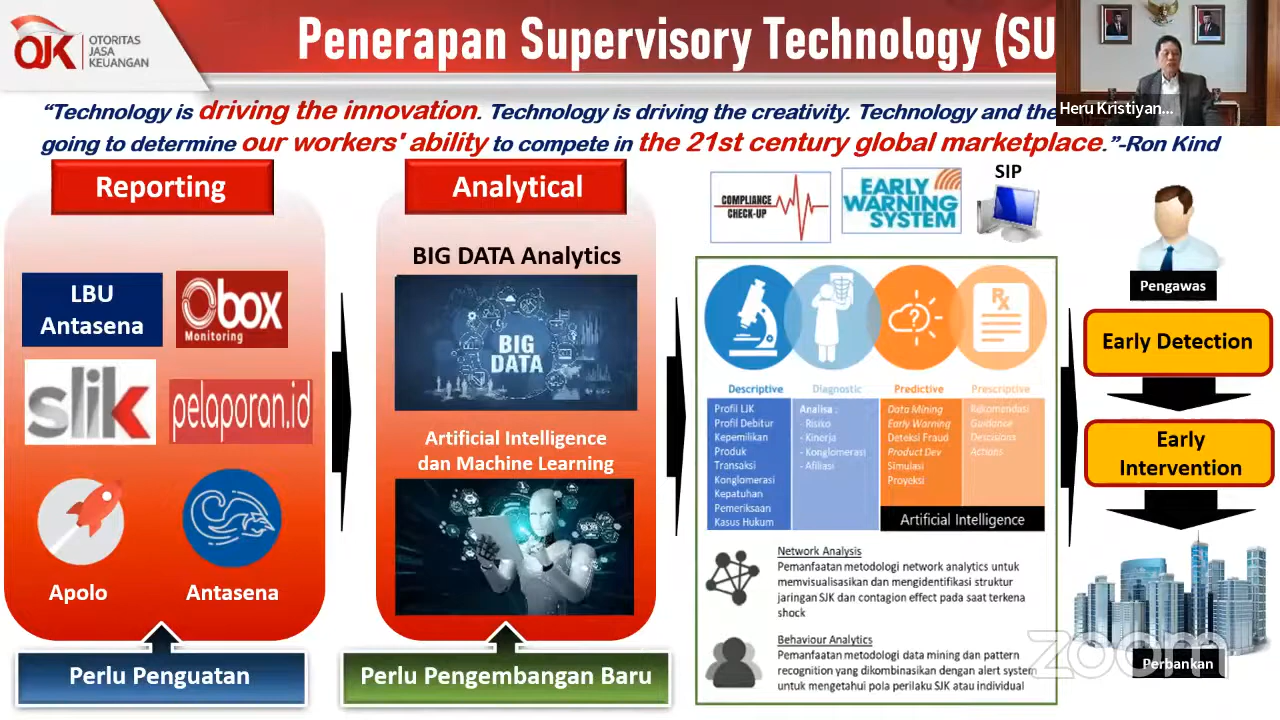 OJK
OTORITAS
JASA
KEUANGAN
Penerapan Supervisory Technology (SU
Heru Kristiyan...
“Technology is driving the innovation. Technology is driving the creativity. Technology and the
going to determine our workers' ability to compete in the 21st century global marketplace.”-Ron Kind
Reporting
LBU
Antasena
Obox
Monitoring
slik
pelaporan.id
Apolo
Antasena
Perlu Penguatan
Analytical
BIG DATA Analytics
BIG
DATA
Artificial Intelligence
dan Machine Learning
Perlu Pengembangan Baru
COMPLIANCE
CHECK-UP
EARLY
WARNING
SYSTEM
SIP
Descriptive
Profil LJK
Profil Debitur
Kepemilikan
Produk
Transaksi
Konglomerasi
Kepatuhan
Pemeriksaan
Kasus Hukum
Diagnostic
Analisa :
- Risiko
- Kinerja
- Konglomerasi
- Afiliasi
Predictive
Data Mining
Early Warning
Deteksi Fraud
Product Dev
Simulasi
Proyeksi
Prescriptive
Rekomendasi
Guidance
Descisions
Actions
Artificial Intelligence
Network Analysis
Pemanfaatan metodologi network analytics untuk
memvisualisasikan dan mengidentifikasi struktur
jaringan SJK dan contagion effect pada saat terkena
shock
Behaviour Analytics
Pemanfaatan metodologi data mining dan pattern
recognition yang dikombinasikan dengan alert system
untuk mengetahui pola perilaku SJK atau individual
Pengawas
Early Detection
Early
Intervention
Perbankan
zoom